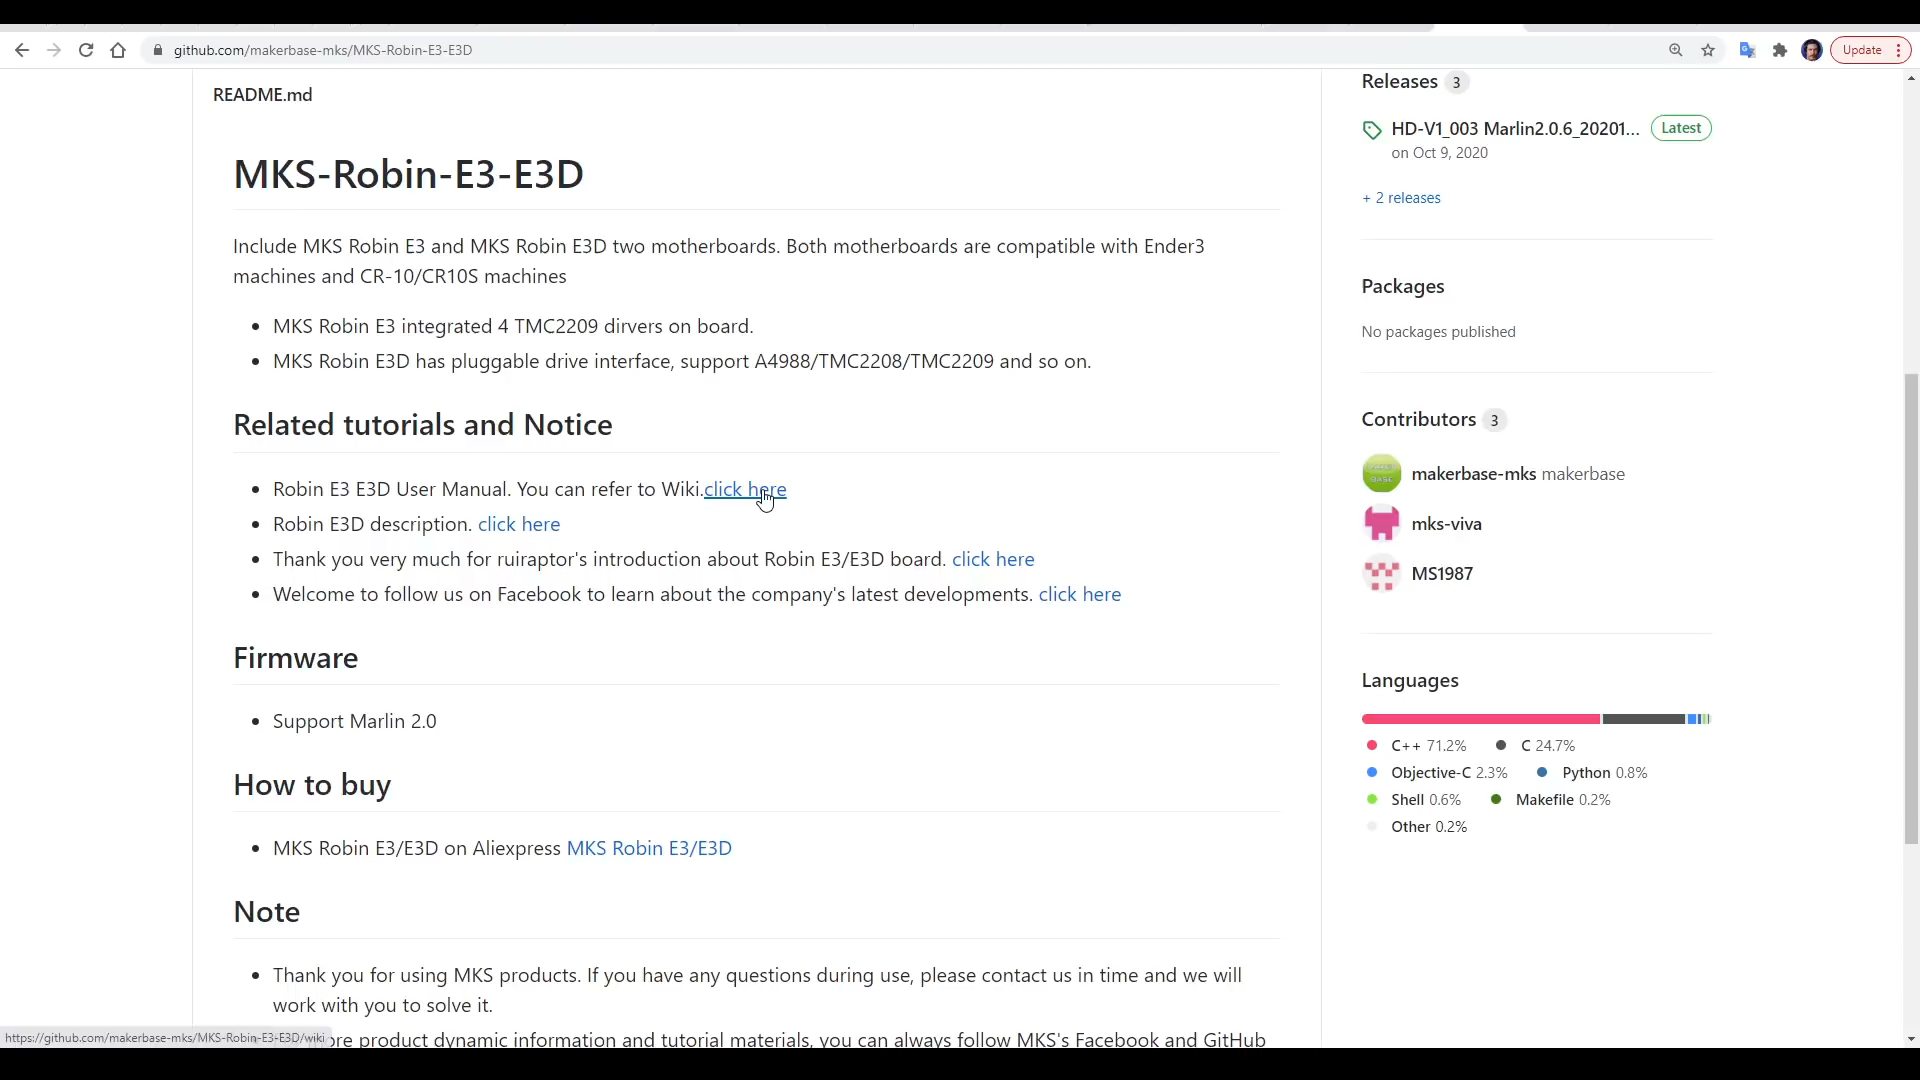 github.com/makerbase-mks/MKS-Robin-E3-E3D
Update
README.md
MKS-Robin-E3-E3D
Include MKS Robin E3 and MKS Robin E3D two motherboards. Both motherboards are compatible with Ender3
machines and CR-10/CR10S machines
MKS Robin E3 integrated 4 TMC2209 dirvers on board.
MKS Robin E3D has pluggable drive interface, support A4988/TMC2208/TMC2209 and so on.
Related tutorials and Notice
Robin E3 E3D User Manual. You can refer to Wiki.click here
Robin E3D description. click here
Thank you very much for ruiraptor's introduction about Robin E3/E3D board. click here
Welcome to follow us on Facebook to learn about the company's latest developments. click here
Firmware
Support Marlin 2.0
How to buy
MKS Robin E3/E3D on Aliexpress MKS Robin E3/E3D
Note
Thank you for using MKS products. If you have any questions during use, please contact us in time and we will
work with you to solve it.
ore product dynamic information and tutorial materials, you can always follow MKS's Facebook and GitHub
https://github.com/makerbase-mks/MKS-Robin-E3-E3D/wiki
Releases 3
HD-V1_003 Marlin2.0.6_20201... Latest
on Oct 9, 2020
+ 2 releases
Packages
No packages published
Contributors 3
makerbase-mks makerbase
mks-viva
MS1987
Languages
C++ 71.2% C 24.7%
Objective-C 2.3% Python 0.8%
Shell 0.6% Makefile 0.2%
Other 0.2%